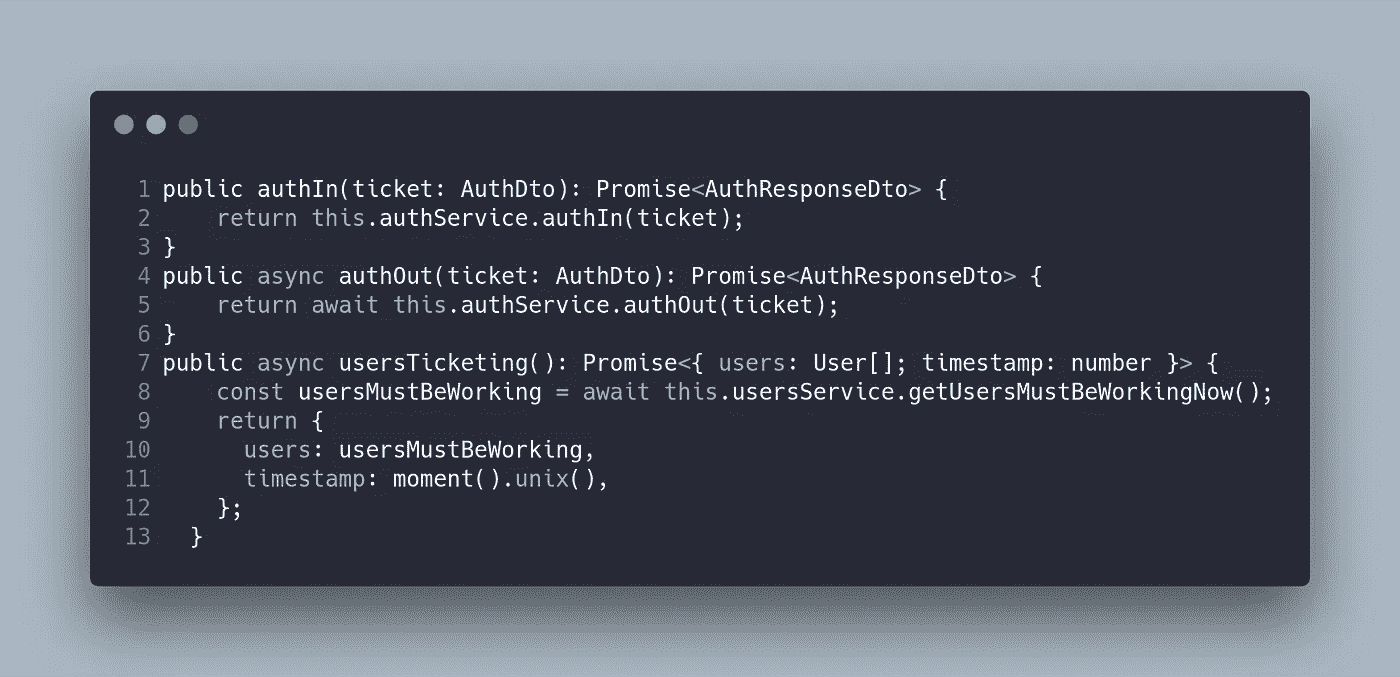 1 public authIn(ticket: AuthDto): Promise<AuthResponseDto> {
2     return this.authService.authIn(ticket);
3 }
4 public async authOut(ticket: AuthDto): Promise<AuthResponseDto> {
5     return await this.authService.authOut(ticket);
6 }
7 public async usersTicketing(): Promise<{ users: User[]; timestamp: number }> {
8     const usersMustBeWorking = await this.usersService.getUsersMustBeWorkingNow();
9     return {
10       users: usersMustBeWorking,
11       timestamp: moment().unix(),
12     };
13   }